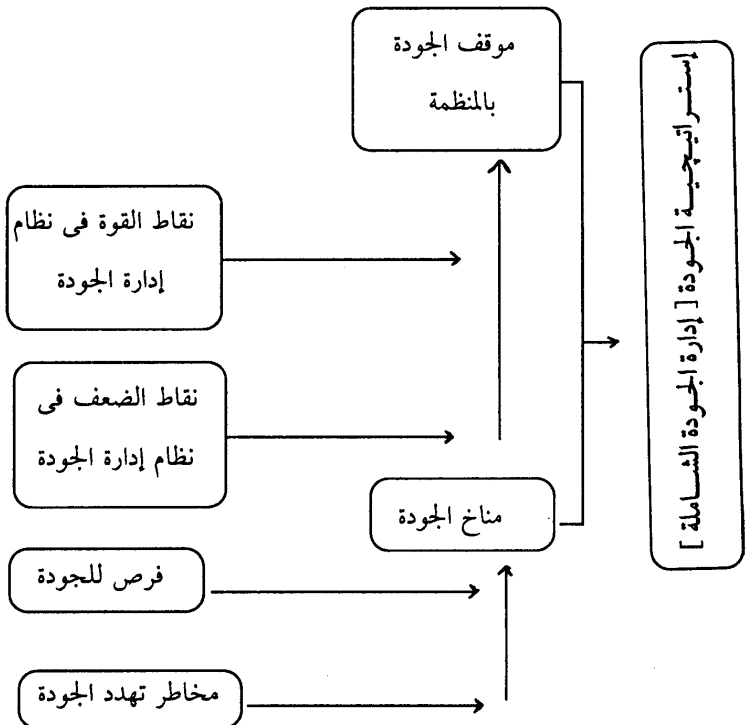 موقف الجودة
بالمنظمة
إستراتيجية الجودة [ إدارة الجودة الشاملة ]
نقاط القوة فى نظام
إدارة الجودة
نقاط الضعف فى
نظام إدارة الجودة
مناخ الجودة
فرص للجودة
مخاطر تهدد الجودة